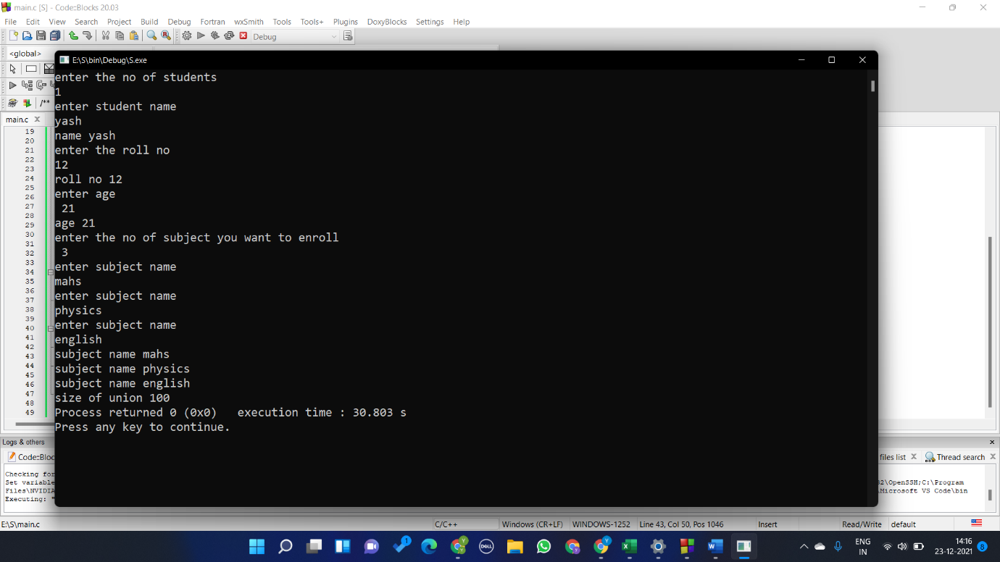 main.c [S] - Code::Blocks 20.03
File Edit View Search Project Build Debug Fortran wxSmith Tools Tools+ Plugins DoxyBlocks Settings Help
Debug
<global>
E:\S\bin\Debug\S.exe
enter the no of students
1
enter student name
yash
name yash
enter the roll no
12
roll no 12
enter age
21
age 21
enter the no of subject you want to enroll
3
enter subject name
mahs
enter subject name
physics
enter subject name
english
subject name mahs
subject name physics
subject name english
size of union 100
Process returned 0 (0x0) execution time : 30.803 s
Press any key to continue.
/**
main.c
19
20
21
22
23
24
25
26
27
28
29
30
31
32
33
34
35
36
37
38
39
40
41
42
43
44
45
46
47
48
49
Logs & others
Code::Bloc
files list
Thread search
Checking for
Set variable
2\OpenSSH;C:\Program
Files\NVIDIA
Microsoft VS Code\bin
Executing: "
E:\S\main.c C/C++ Windows (CR+LF) WINDOWS-1252 Line 43, Col 50, Pos 1046 Insert Read/Write default
DELL
ENG
IN
14:16
23-12-2021
8